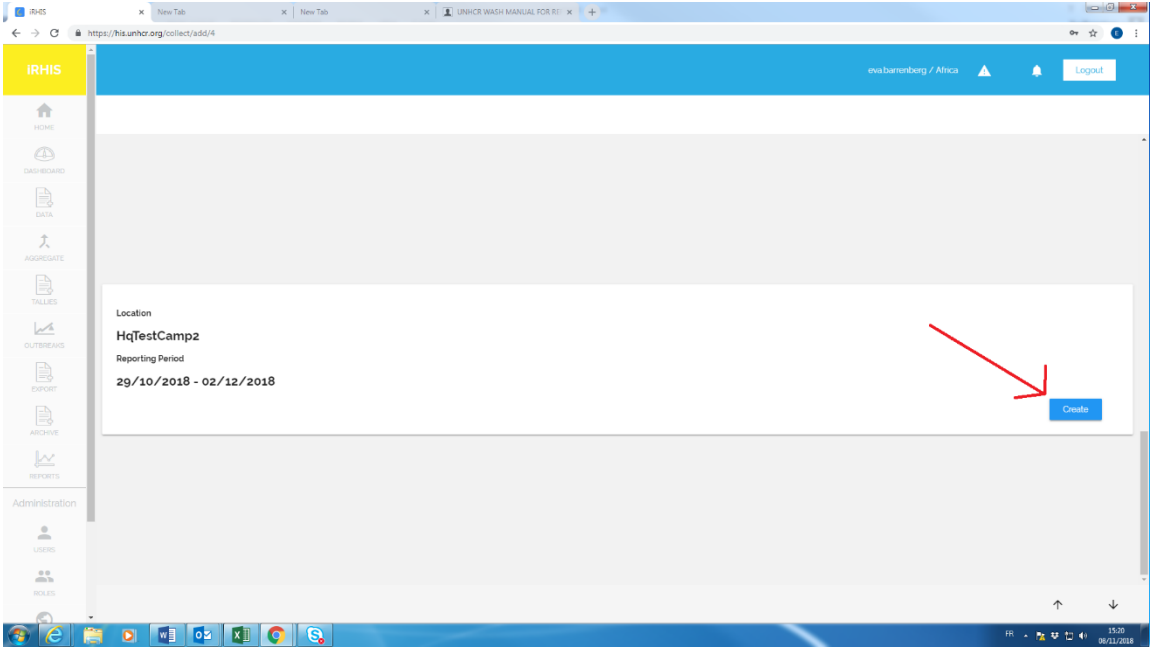 iRHIS
New Tab
New Tab
UNHCR WASH MANUAL FOR RE
https://his.unhcr.org/collect/add/4
E
iRHIS
eva.barrenberg / Africa
Logout
HOME
DASHBOARD
DATA
AGGREGATE
TALLIES
OUTBREAKS
EXPORT
ARCHIVE
REPORTS
Administration
USERS
ROLES
Location
HqTestCamp2
Reporting Period
29/10/2018 - 02/12/2018
Create
FR
15:20
08/11/2018